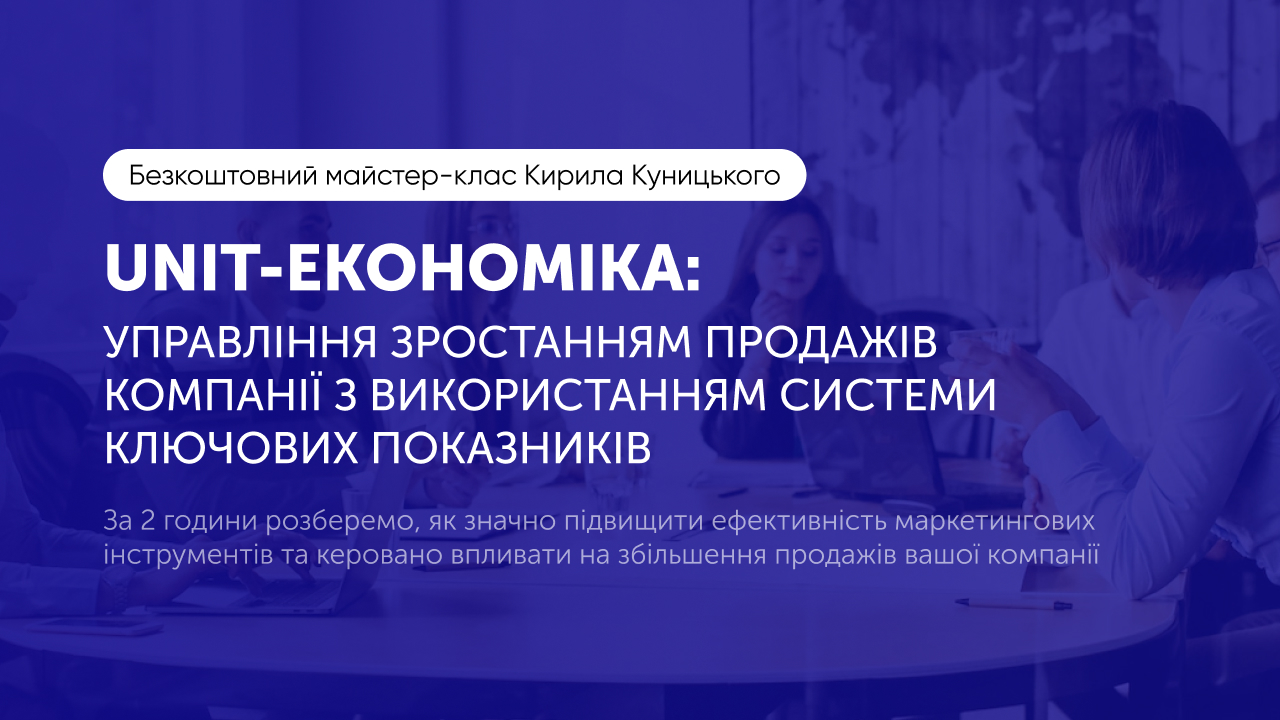 Безкоштовний майстер-клас Кирила Куницького
UNIT-ЕКОНОМІКА:
УПРАВЛІННЯ ЗРОСТАННЯМ ПРОДАЖІВ
КОМПАНІЇ З ВИКОРИСТАННЯМ СИСТЕМИ
КЛЮЧОВИХ ПОКАЗНИКІВ
За 2 години розберемо, як значно підвищити ефективність маркетингових
інструментів та керовано впливати на збільшення продажів вашої компанії